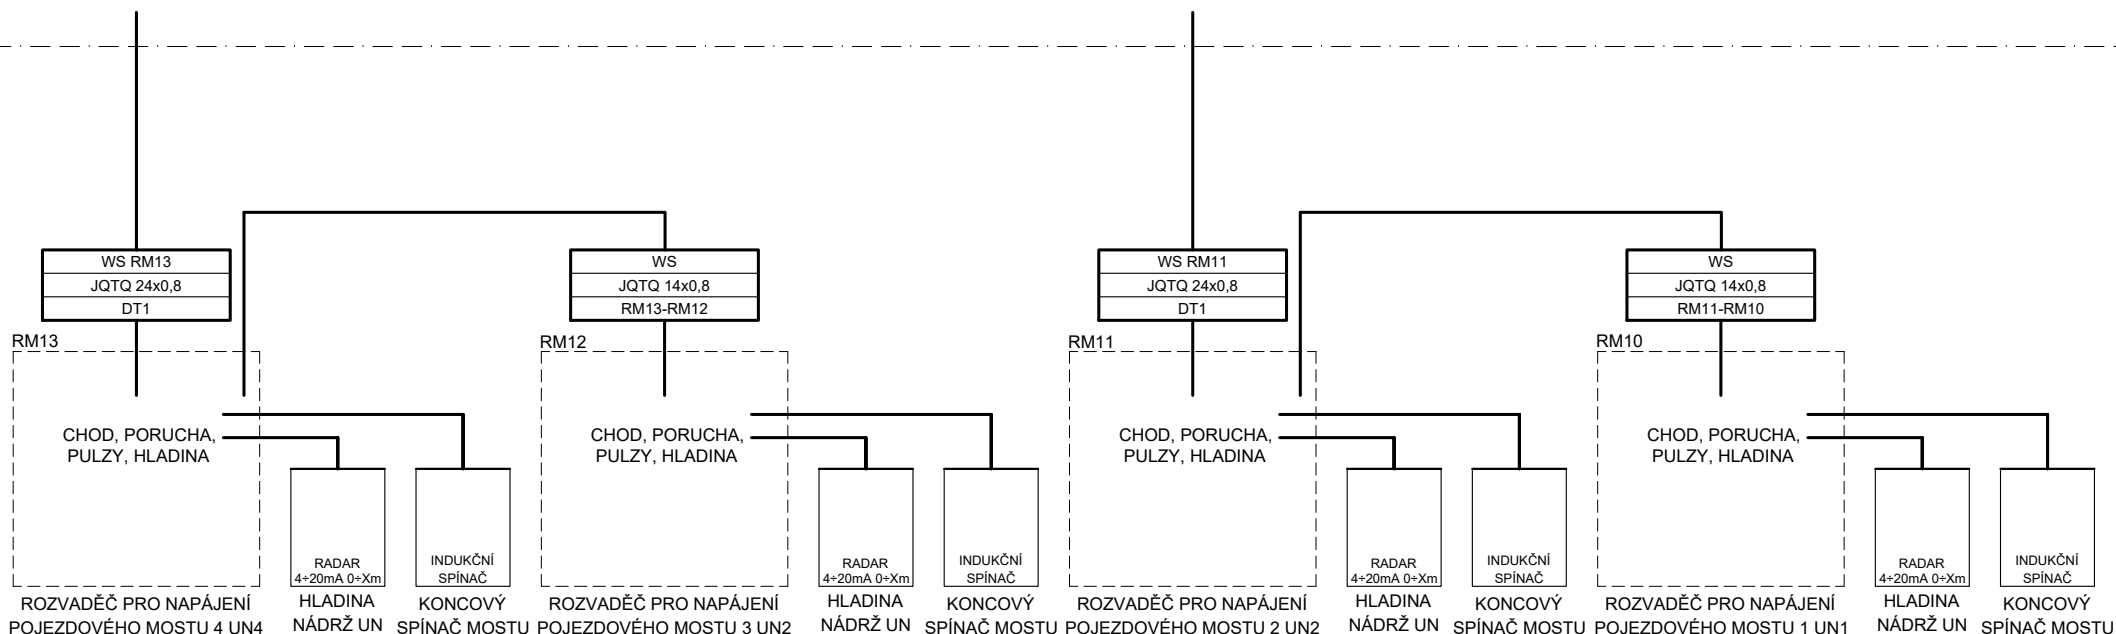 WS RM13
JQTQ 24x0,8
DT1
RM13
CHOD, PORUCHA,
PULZY, HLADINA
ROZVADĚČ PRO NAPÁJENÍ
POJEZDOVÉHO MOSTU 4 UN4
RADAR
4÷20mA 0÷Xm
HLADINA
NÁDRŽ UN
INDUKČNÍ
SPÍNAČ
KONCOVÝ
SPÍNAČ MOSTU
WS
JQTQ 14x0,8
RM13-RM12
RM12
CHOD, PORUCHA,
PULZY, HLADINA
ROZVADĚČ PRO NAPÁJENÍ
POJEZDOVÉHO MOSTU 3 UN2
RADAR
4÷20mA 0÷Xm
HLADINA
NÁDRŽ UN
INDUKČNÍ
SPÍNAČ
KONCOVÝ
SPÍNAČ MOSTU
WS RM11
JQTQ 24x0,8
DT1
RM11
CHOD, PORUCHA,
PULZY, HLADINA
ROZVADĚČ PRO NAPÁJENÍ
POJEZDOVÉHO MOSTU 2 UN2
RADAR
4÷20mA 0÷Xm
HLADINA
NÁDRŽ UN
INDUKČNÍ
SPÍNAČ
KONCOVÝ
SPÍNAČ MOSTU
WS
JQTQ 14x0,8
RM11-RM10
RM10
CHOD, PORUCHA,
PULZY, HLADINA
ROZVADĚČ PRO NAPÁJENÍ
POJEZDOVÉHO MOSTU 1 UN1
RADAR
4÷20mA 0÷Xm
HLADINA
NÁDRŽ UN
INDUKČNÍ
SPÍNAČ
KONCOVÝ
SPÍNAČ MOSTU